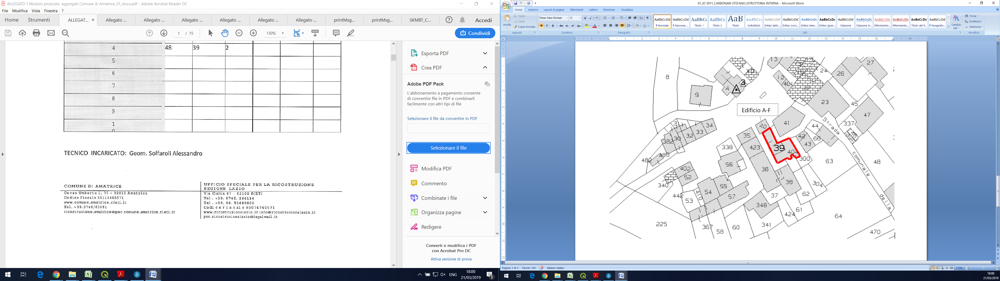 ALLEGATO 1 Modulo proposta aggregati Comune di Amatrice_01_docu.pdf - Adobe Acrobat Reader DC
File Modifica Vista Finestra ?
Home Strumenti ALLEGAT... × Allegato ... Allegato ... Allegato ... Allegato ... Allegato ... Allegato ... printMsg... printMsg... SKMBT_C... Accedi
1 / 15 130% Condividi
4 48 39 2
5
6
7
8
9
1
0
TECNICO INCARICATO: Geom. Solfaroli Alessandro
COMUNE DI AMATRICE
Corso Umberto I, 70 - 02012 Amatrice
Codice Fiscale 00110480571
www.comune.amatrice.rieti.it
Tel. +39.0746/83081
ricostruzione.amatrice@pec.comune.amatrice.rieti.it
UFFICIO SPECIALE PER LA RICOSTRUZIONE
REGIONE LAZIO
Via Cintia 87 - 02100 RIETI
Tel. +39. 0746. 264114
Tel. +39. 06. 51685600
Codice Fiscale 90076740571
www.ricostruzionelazio.it info@ricostruzionelazio.it
pec.ricostruzionelazio@legalmail.it
Esporta PDF
Crea PDF
Adobe PDF Pack
L'abbonamento a pagamento consente
di convertire file in PDF e combinarli
facilmente con altri tipi di file
Selezionare il file da convertire in PDF
Selezionare il file
Modifica PDF
Commento
Combinate i file
Organizza pagine
Redigere
Converti e modifica i PDF
con Acrobat Pro DC
Attiva versione di prova
ENG
18:00
21/03/2019
3
01_ID 3911_CARBONARI STEFANO_ISTRUTTORIA INTERNA - Microsoft Word
Home Inserisci Layout di pagina Riferimenti Lettere Revisione Visualizza
Incolla
Taglia
Copia
Copia formato
Appunti
Times New Roman 12
Carattere
Paragrafo
AaBbCcDd AaBbCcDd AaBbCc AaBbCc AaB AaBbCc AaBbCcDd AaBbCcDd AaBbCcDd AaBbCcDd AaBbCcDd AaBbCcDd AaBbCcDd AaBbCcDd AaBbCcDd AaBbCcDd
¶ Normale ¶ Nessuna ... Titolo 1 Titolo 2 Titolo Sottotitolo Enfasi delic... Enfasi (cors... Enfasi inten... Enfasi (gras... Citazione Citazione in... Riferimento... Riferimento... Titolo del li... ¶ Paragrafo...
Stili
Cambia
stili
Trova
Sostituisci
Seleziona
Modifica
8
9
A
3
13
12
401
24
26
27
21
23
45
47
Edificio A-F
40
41
44
Strada
337
31
34
33
32
30
382
35
42
66
43
39
404
300
338
423
480
482
63
comunale
48
56
36
402
52
38
304
340
55
54
410
57
442
53
37
62
348
della
61
424
64
225
367
58
60
341
470
Pagina: 3 di 3 Parole: 350 Italiano (Italia) 170%
18:00
21/03/2019